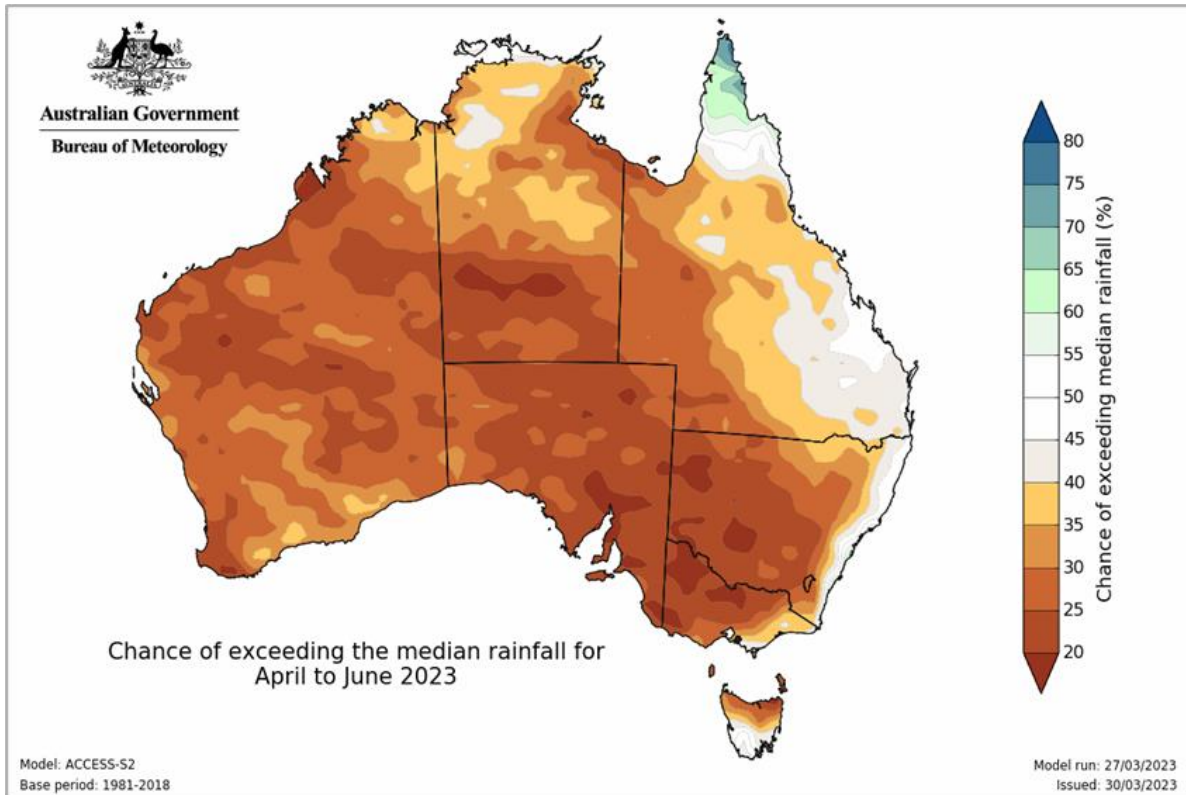 Australian Government
Bureau of Meteorology
80
75
70
65
60
55
50
45
40
35
30
25
20
Chance of exceeding median rainfall (%)
Chance of exceeding the median rainfall for
April to June 2023
Model: ACCESS-S2
Base period: 1981-2018
Model run: 27/03/2023
Issued: 30/03/2023